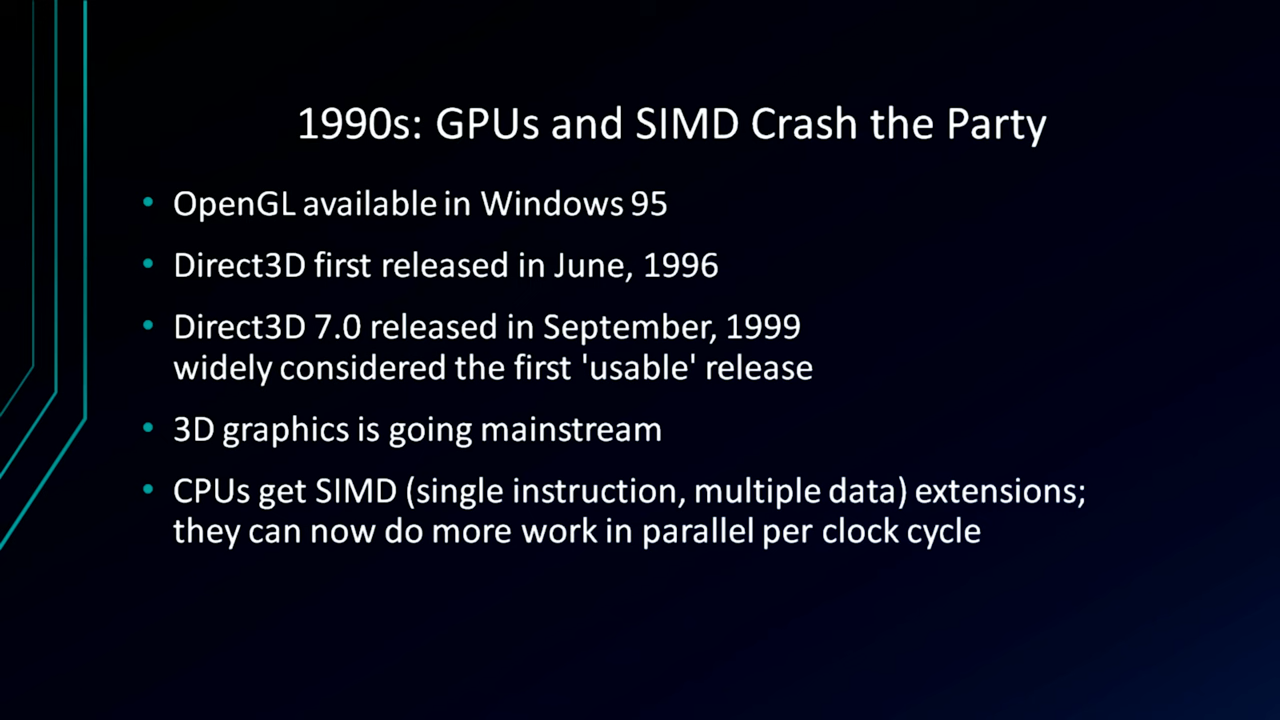 1990s: GPUs and SIMD Crash the Party
• OpenGL available in Windows 95
• Direct3D first released in June, 1996
• Direct3D 7.0 released in September, 1999
widely considered the first 'usable' release
• 3D graphics is going mainstream
• CPUs get SIMD (single instruction, multiple data) extensions;
they can now do more work in parallel per clock cycle